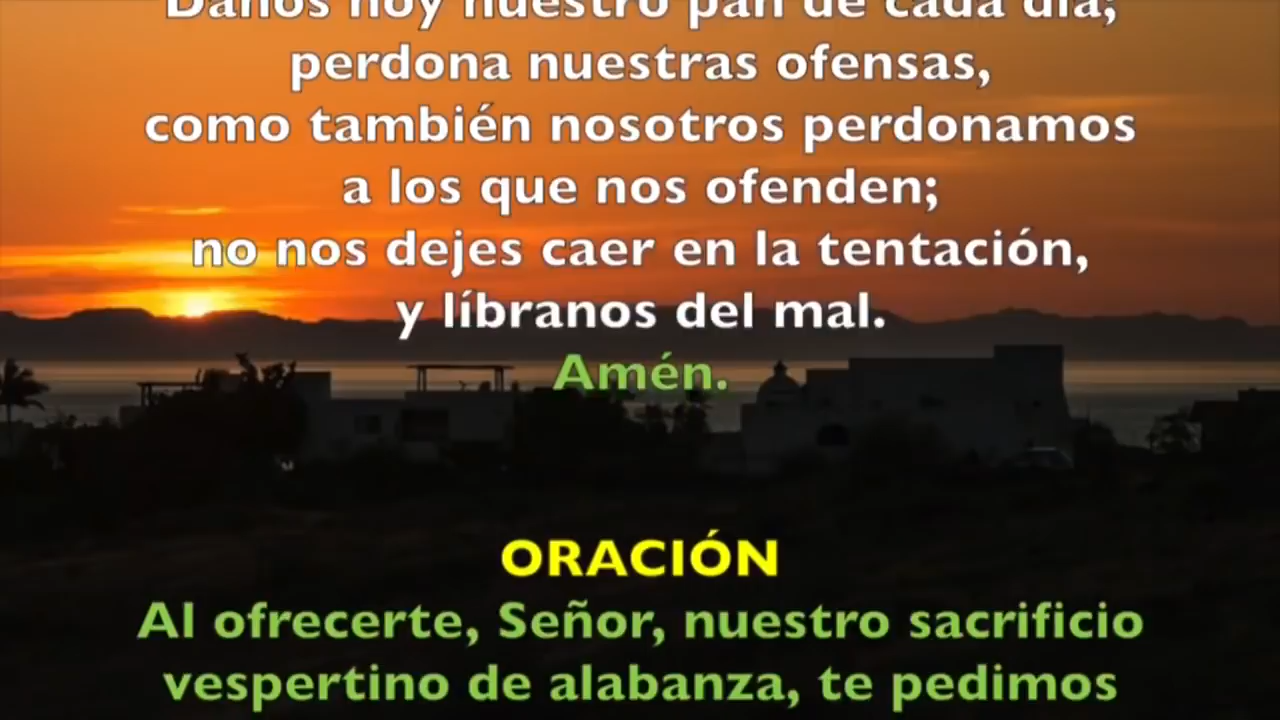 Danos hoy nuestro pan de cada día;
perdona nuestras ofensas,
como también nosotros perdonamos
a los que nos ofenden;
no nos dejes caer en la tentación,
y líbranos del mal.
Amén.
ORACIÓN
Al ofrecerte, Señor, nuestro sacrificio
vespertino de alabanza, te pedimos